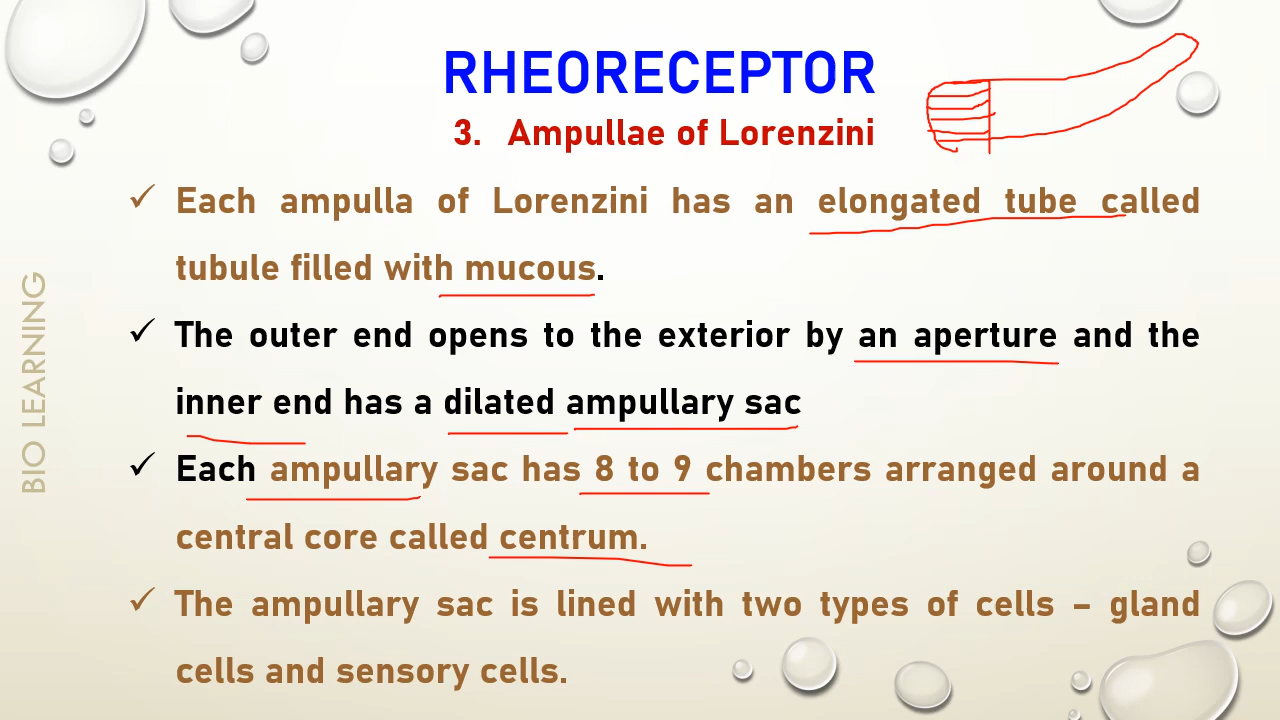 RHEORECEPTOR
3. Ampullae of Lorenzini
✓ Each ampulla of Lorenzini has an elongated tube called
tubule filled with mucous.
✓ The outer end opens to the exterior by an aperture and the
inner end has a dilated ampullary sac
✓ Each ampullary sac has 8 to 9 chambers arranged around a
central core called centrum.
✓ The ampullary sac is lined with two types of cells – gland
cells and sensory cells.
BIO LEARNING